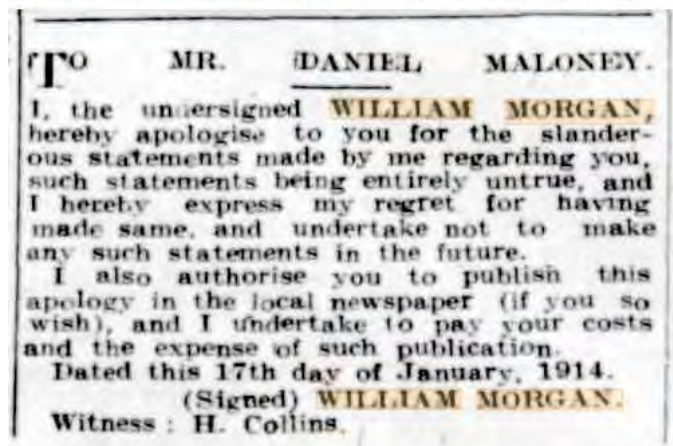 TO MR. DANIEL MALONEY.
I, the undersigned WILLIAM MORGAN,
hereby apologise to you for the slander-
ous statements made by me regarding you,
such statements being entirely untrue, and
I hereby express my regret for having
made same, and undertake not to make
any such statements in the future.
I also authorise you to publish this
apology in the local newspaper (if you so
wish), and I undertake to pay your costs
and the expense of such publication.
Dated this 17th day of January, 1914.
(Signed) WILLIAM MORGAN.
Witness : H. Collins.